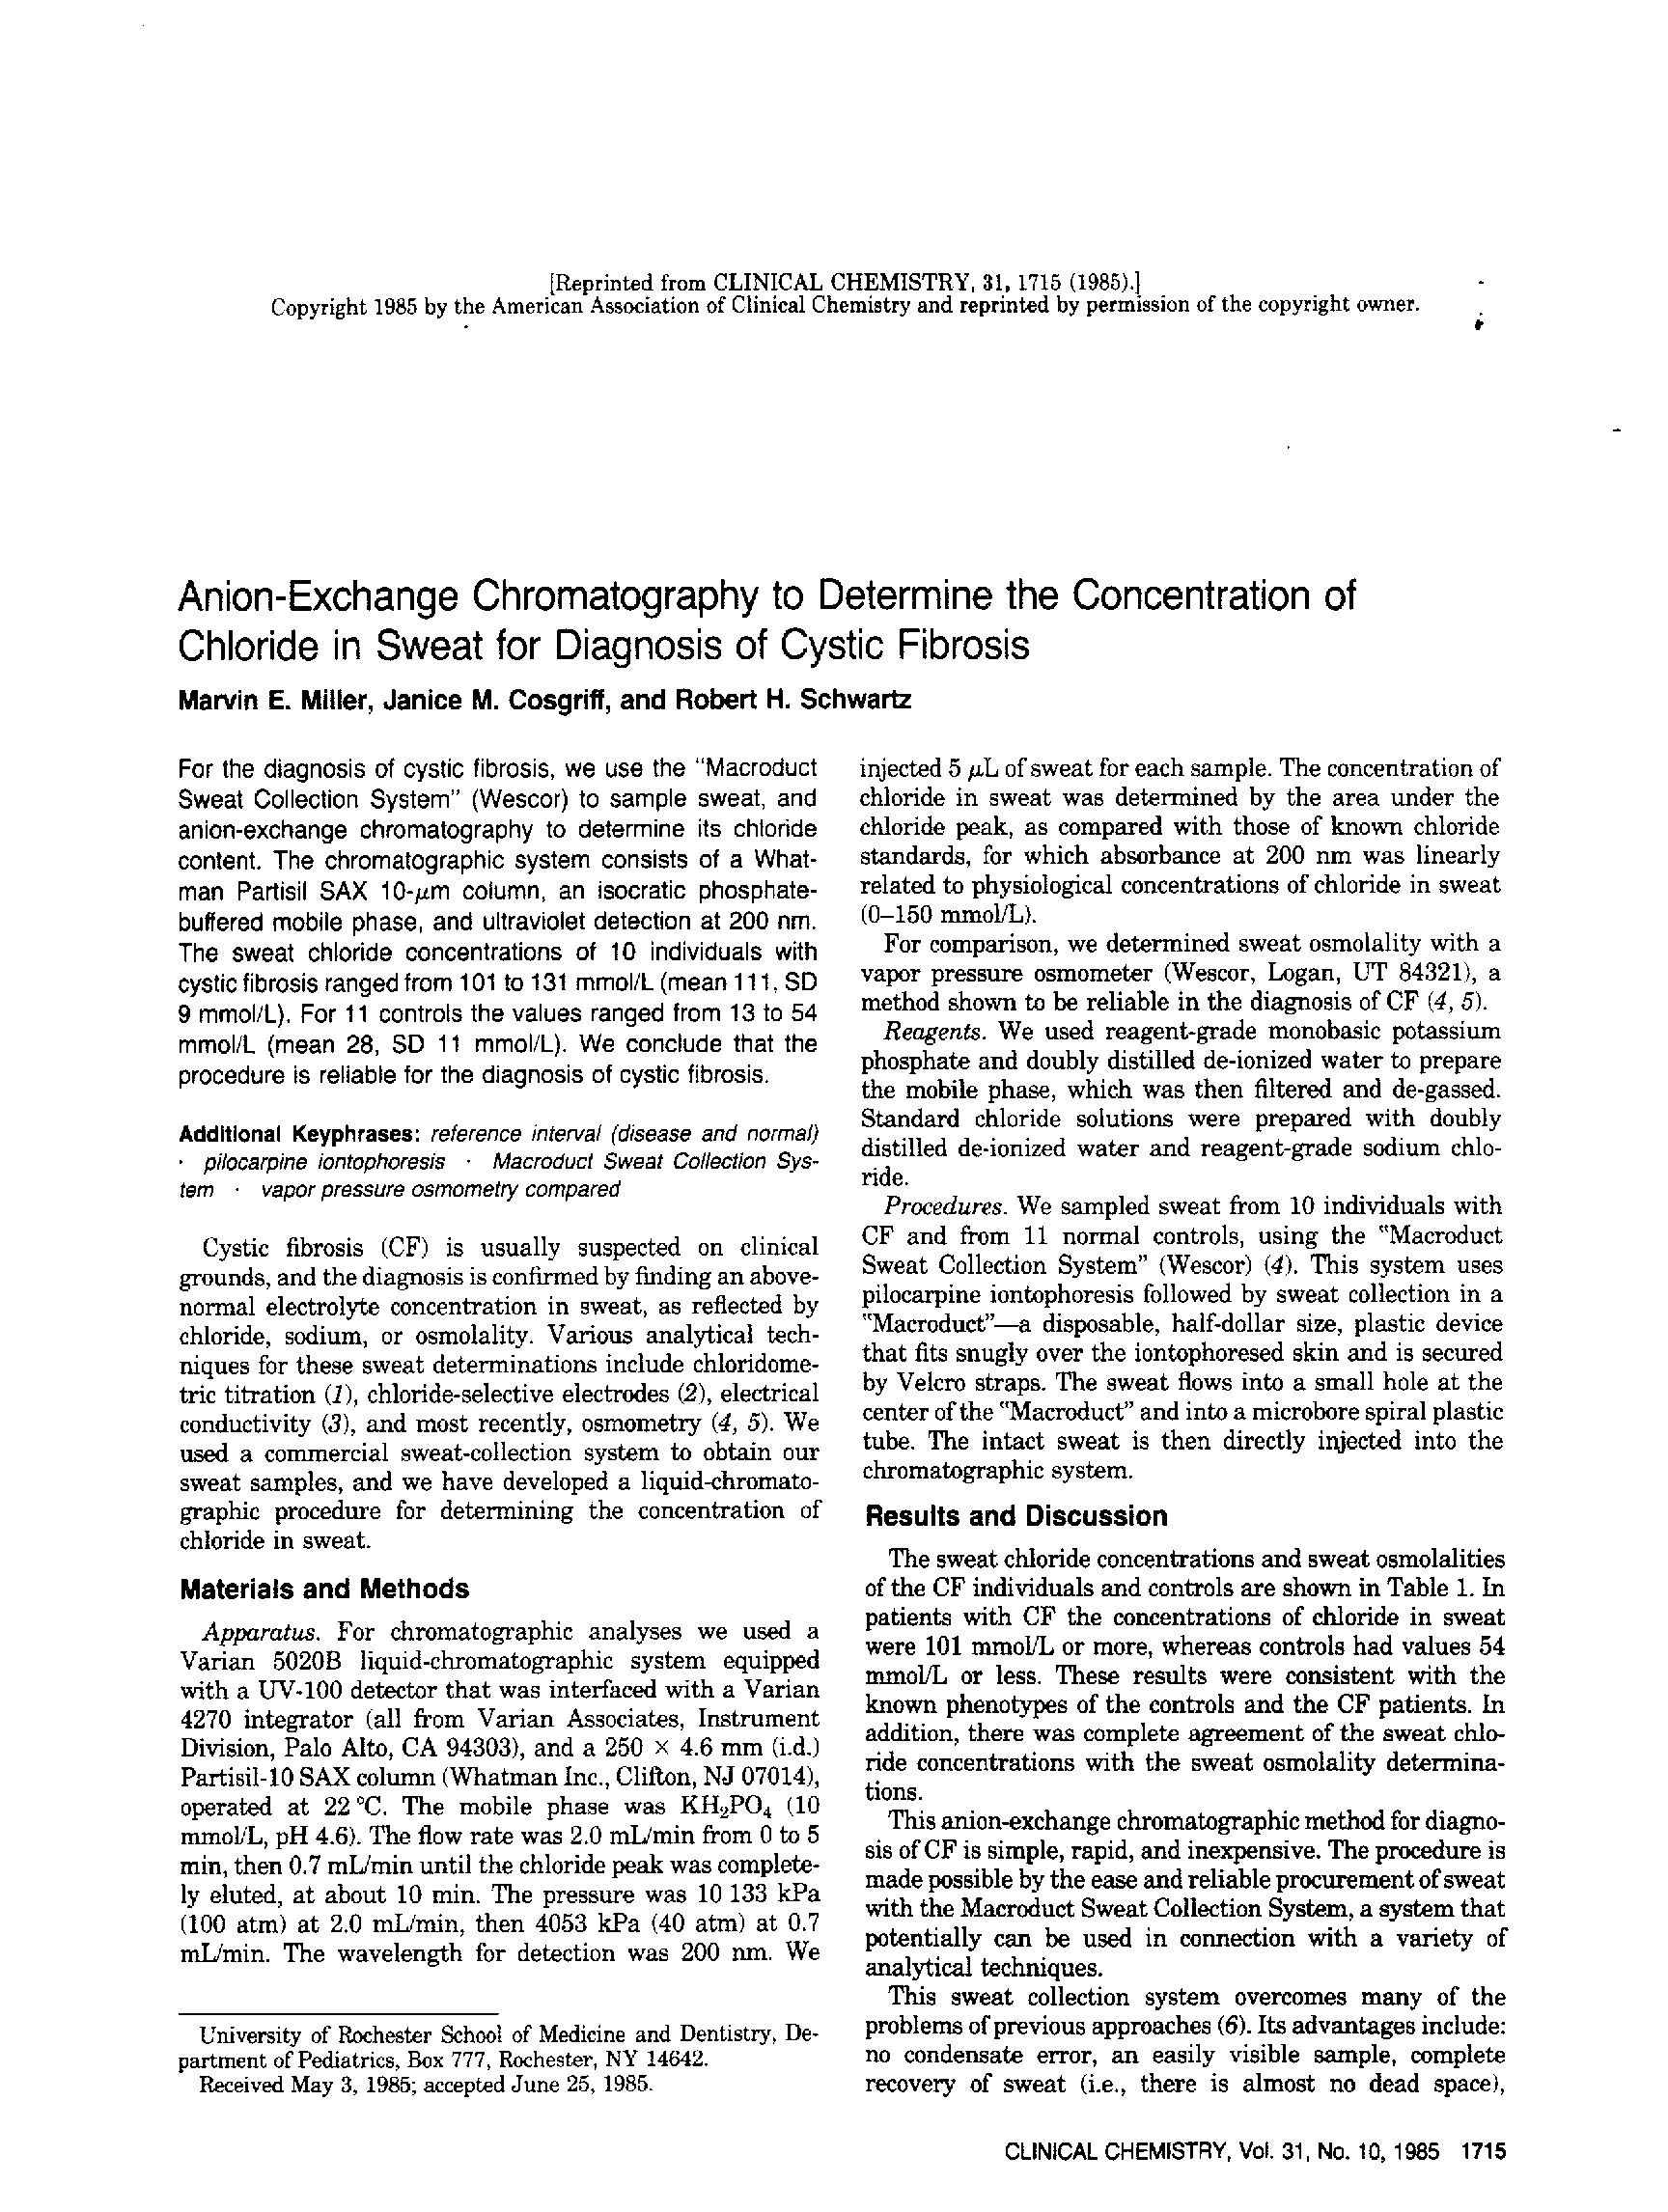 [Reprinted from CLINICAL CHEMISTRY, 31, 1715 (1985).]
Copyright 1985 by the American Association of Clinical Chemistry and reprinted by permission of the copyright owner.
Anion-Exchange Chromatography to Determine the Concentration of
Chloride in Sweat for Diagnosis of Cystic Fibrosis
Marvin E. Miller, Janice M. Cosgriff, and Robert H. Schwartz
For the diagnosis of cystic fibrosis, we use the "Macroduct
Sweat Collection System" (Wescor) to sample sweat, and
anion-exchange chromatography to determine its chloride
content. The chromatographic system consists of a What-
man Partisil SAX 10-μm column, an isocratic phosphate-
buffered mobile phase, and ultraviolet detection at 200 nm.
The sweat chloride concentrations of 10 individuals with
cystic fibrosis ranged from 101 to 131 mmol/L (mean 111, SD
9 mmol/L). For 11 controls the values ranged from 13 to 54
mmol/L (mean 28, SD 11 mmol/L). We conclude that the
procedure is reliable for the diagnosis of cystic fibrosis.
Additional Keyphrases: reference interval (disease and normal)
· pilocarpine iontophoresis · Macroduct Sweat Collection Sys-
tem · vapor pressure osmometry compared
Cystic fibrosis (CF) is usually suspected on clinical
grounds, and the diagnosis is confirmed by finding an above-
normal electrolyte concentration in sweat, as reflected by
chloride, sodium, or osmolality. Various analytical tech-
niques for these sweat determinations include chloridome-
tric titration (1), chloride-selective electrodes (2), electrical
conductivity (3), and most recently, osmometry (4, 5). We
used a commercial sweat-collection system to obtain our
sweat samples, and we have developed a liquid-chromato-
graphic procedure for determining the concentration of
chloride in sweat.
Materials and Methods
Apparatus. For chromatographic analyses we used a
Varian 5020B liquid-chromatographic system equipped
with a UV-100 detector that was interfaced with a Varian
4270 integrator (all from Varian Associates, Instrument
Division, Palo Alto, CA 94303), and a 250 × 4.6 mm (i.d.)
Partisil-10 SAX column (Whatman Inc., Clifton, NJ 07014),
operated at 22 °C. The mobile phase was KH₂PO₄ (10
mmol/L, pH 4.6). The flow rate was 2.0 mL/min from 0 to 5
min, then 0.7 mL/min until the chloride peak was complete-
ly eluted, at about 10 min. The pressure was 10 133 kPa
(100 atm) at 2.0 mL/min, then 4053 kPa (40 atm) at 0.7
mL/min. The wavelength for detection was 200 nm. We
University of Rochester School of Medicine and Dentistry, De-
partment of Pediatrics, Box 777, Rochester, NY 14642.
Received May 3, 1985; accepted June 25, 1985.
injected 5 μL of sweat for each sample. The concentration of
chloride in sweat was determined by the area under the
chloride peak, as compared with those of known chloride
standards, for which absorbance at 200 nm was linearly
related to physiological concentrations of chloride in sweat
(0–150 mmol/L).
For comparison, we determined sweat osmolality with a
vapor pressure osmometer (Wescor, Logan, UT 84321), a
method shown to be reliable in the diagnosis of CF (4, 5).
Reagents. We used reagent-grade monobasic potassium
phosphate and doubly distilled de-ionized water to prepare
the mobile phase, which was then filtered and de-gassed.
Standard chloride solutions were prepared with doubly
distilled de-ionized water and reagent-grade sodium chlo-
ride.
Procedures. We sampled sweat from 10 individuals with
CF and from 11 normal controls, using the "Macroduct
Sweat Collection System" (Wescor) (4). This system uses
pilocarpine iontophoresis followed by sweat collection in a
"Macroduct"—a disposable, half-dollar size, plastic device
that fits snugly over the iontophoresed skin and is secured
by Velcro straps. The sweat flows into a small hole at the
center of the "Macroduct" and into a microbore spiral plastic
tube. The intact sweat is then directly injected into the
chromatographic system.
Results and Discussion
The sweat chloride concentrations and sweat osmolalities
of the CF individuals and controls are shown in Table 1. In
patients with CF the concentrations of chloride in sweat
were 101 mmol/L or more, whereas controls had values 54
mmol/L or less. These results were consistent with the
known phenotypes of the controls and the CF patients. In
addition, there was complete agreement of the sweat chlo-
ride concentrations with the sweat osmolality determina-
tions.
This anion-exchange chromatographic method for diagno-
sis of CF is simple, rapid, and inexpensive. The procedure is
made possible by the ease and reliable procurement of sweat
with the Macroduct Sweat Collection System, a system that
potentially can be used in connection with a variety of
analytical techniques.
This sweat collection system overcomes many of the
problems of previous approaches (6). Its advantages include:
no condensate error, an easily visible sample, complete
recovery of sweat (i.e., there is almost no dead space),
CLINICAL CHEMISTRY, Vol. 31, No. 10, 1985 1715